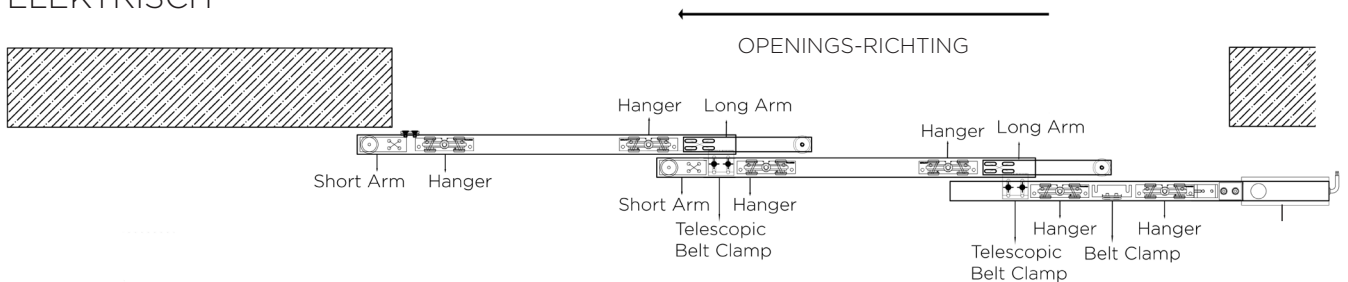 ELEKTRISCH
OPENINGS-RICHTING
Hanger Long Arm
Hanger Long Arm
Short Arm Hanger
Short Arm Hanger
Telescopic
Belt Clamp
Hanger Hanger
Telescopic
Belt Clamp
Belt Clamp